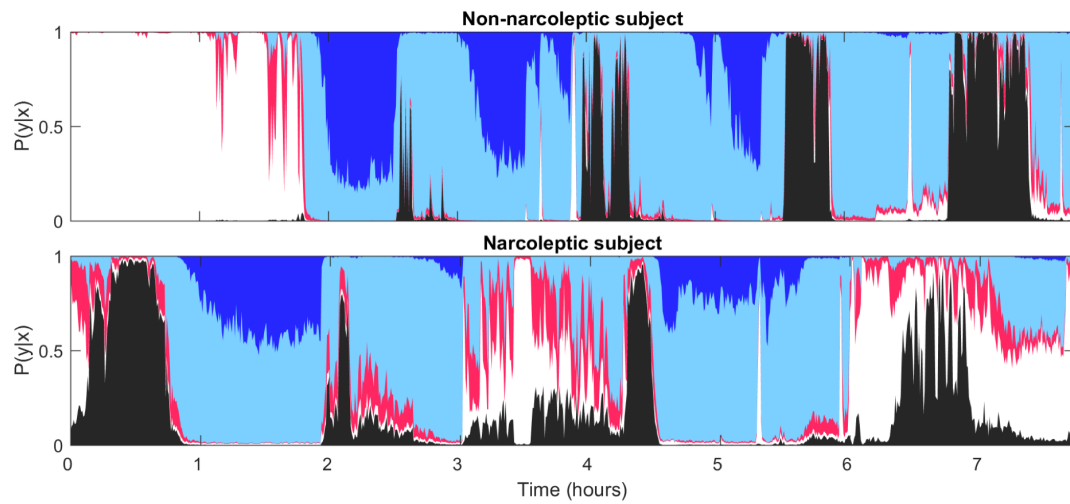 Non-narcoleptic subject
1
0.5
0
P(y|x)
Narcoleptic subject
1
0.5
0
P(y|x)
0 1 2 3 4 5 6 7
Time (hours)